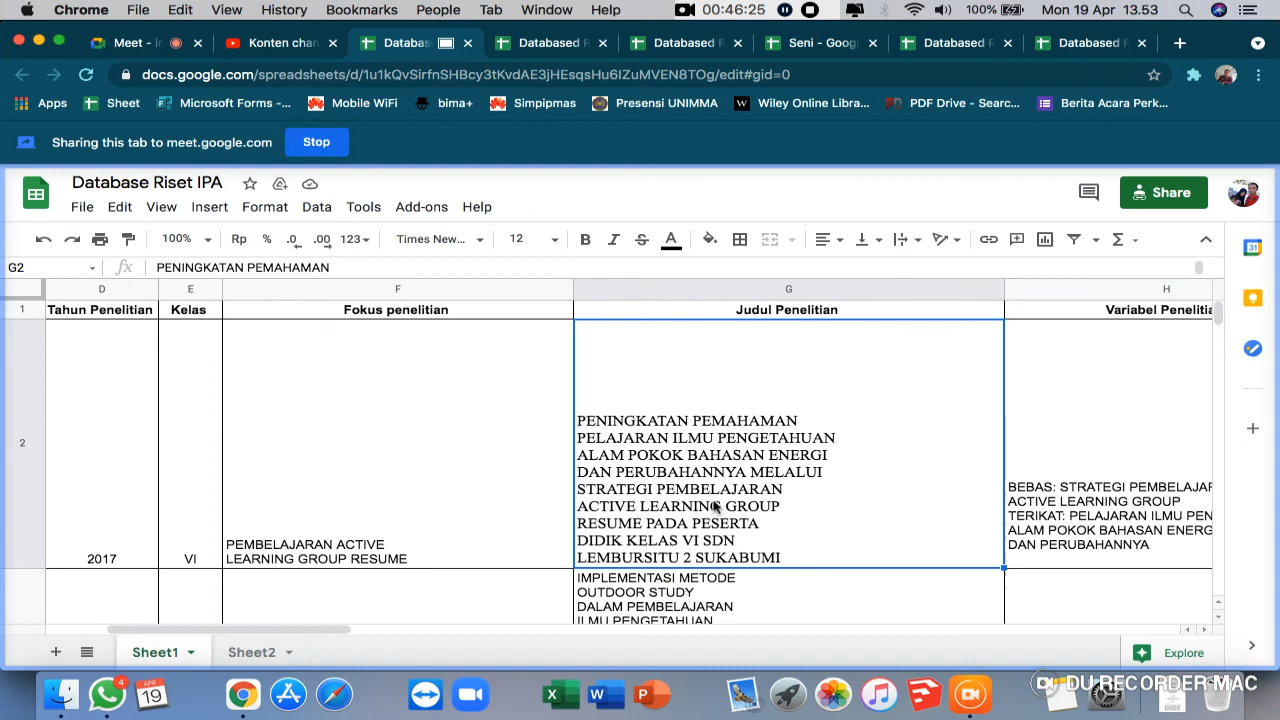 Chrome File Edit View History Bookmarks People Tab Window Help 00:46:25 100% Mon 19 Apr 13.53
Meet – i Konten chan Databas Databased R Databased R Seni - Goog Databased R Databased R
docs.google.com/spreadsheets/d/1u1kQvSirfnSHBcy3tKvdAE3jHEsqsHu6IZuMVEN8TOg/edit#gid=0
Apps Sheet Microsoft Forms -... Mobile WiFi bima+ Simpipmas Presensi UNIMMA Wiley Online Libra... PDF Drive - Searc... Berita Acara Perk...
Sharing this tab to meet.google.com Stop
Database Riset IPA
Share
File Edit View Insert Format Data Tools Add-ons Help
100% Rp % .0 .00 123 Times New... 12 B I S A
G2 fx PENINGKATAN PEMAHAMAN
D E F G H
1 Tahun Penelitian Kelas Fokus penelitian Judul Penelitian Variabel Penelitia
PENINGKATAN PEMAHAMAN
PELAJARAN ILMU PENGETAHUAN
ALAM POKOK BAHASAN ENERGI
DAN PERUBAHANNYA MELALUI
STRATEGI PEMBELAJARAN
ACTIVE LEARNING GROUP
RESUME PADA PESERTA
DIDIK KELAS VI SDN
LEMBURSITU 2 SUKABUMI
2
2017
VI
PEMBELAJARAN ACTIVE
LEARNING GROUP RESUME
BEBAS: STRATEGI PEMBELAJAR
ACTIVE LEARNING GROUP
TERIKAT: PELAJARAN ILMU PEN
ALAM POKOK BAHASAN ENERG
DAN PERUBAHANNYA
IMPLEMENTASI METODE
OUTDOOR STUDY
DALAM PEMBELAJARAN
ILMU PENGETAHUAN
Sheet1 Sheet2 Explore
4 APR 19
DU RECORDER MAC